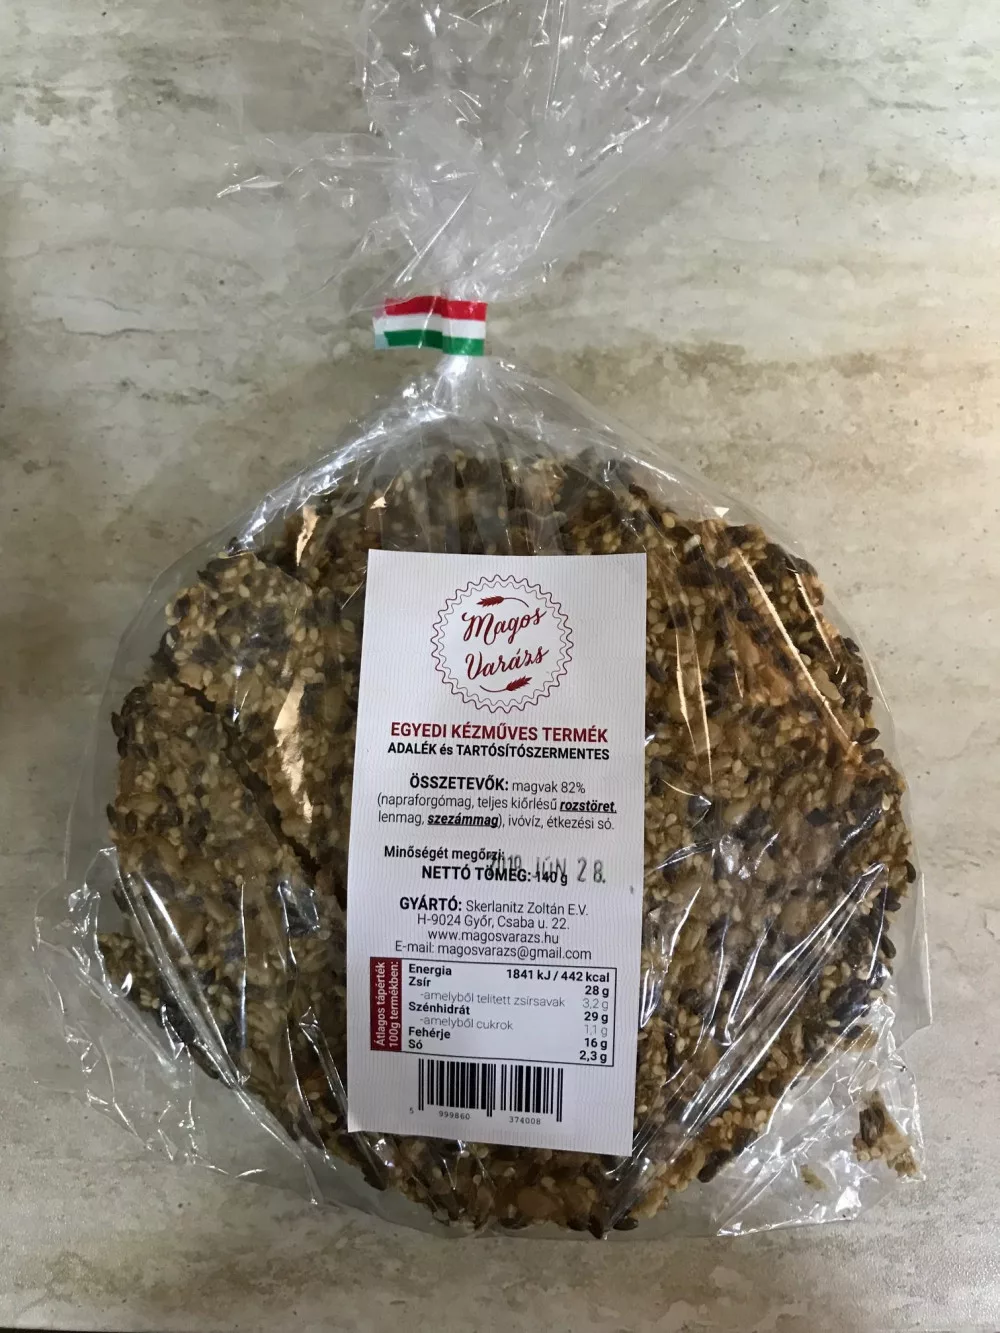 Magos
Varázs
EGYEDI KÉZMŰVES TERMÉK
ADALÉK és TARTÓSÍTÓSZERMENTES
ÖSSZETEVŐK: magvak 82%
(napraforgómag, teljes kiőrlésű rozstöret,
lenmag, szezámmag), ivóvíz, étkezési só.
Minőségét megőrzi:
2019 JÚN 28.
NETTÓ TÖMEG: 140 g
GYÁRTÓ: Skerlanitz Zoltán E.V.
H-9024 Győr, Csaba u. 22.
www.magosvarazs.hu
E-mail: magosvarazs@gmail.com
Átlagos tápérték
100g termékben:
Energia 1841 kJ / 442 kcal
Zsír 28 g
-amelyből telített zsírsavak 3,2 g
Szénhidrát 29 g
-amelyből cukrok 1,1 g
Fehérje 16 g
Só 2,3 g
5 999860 374008